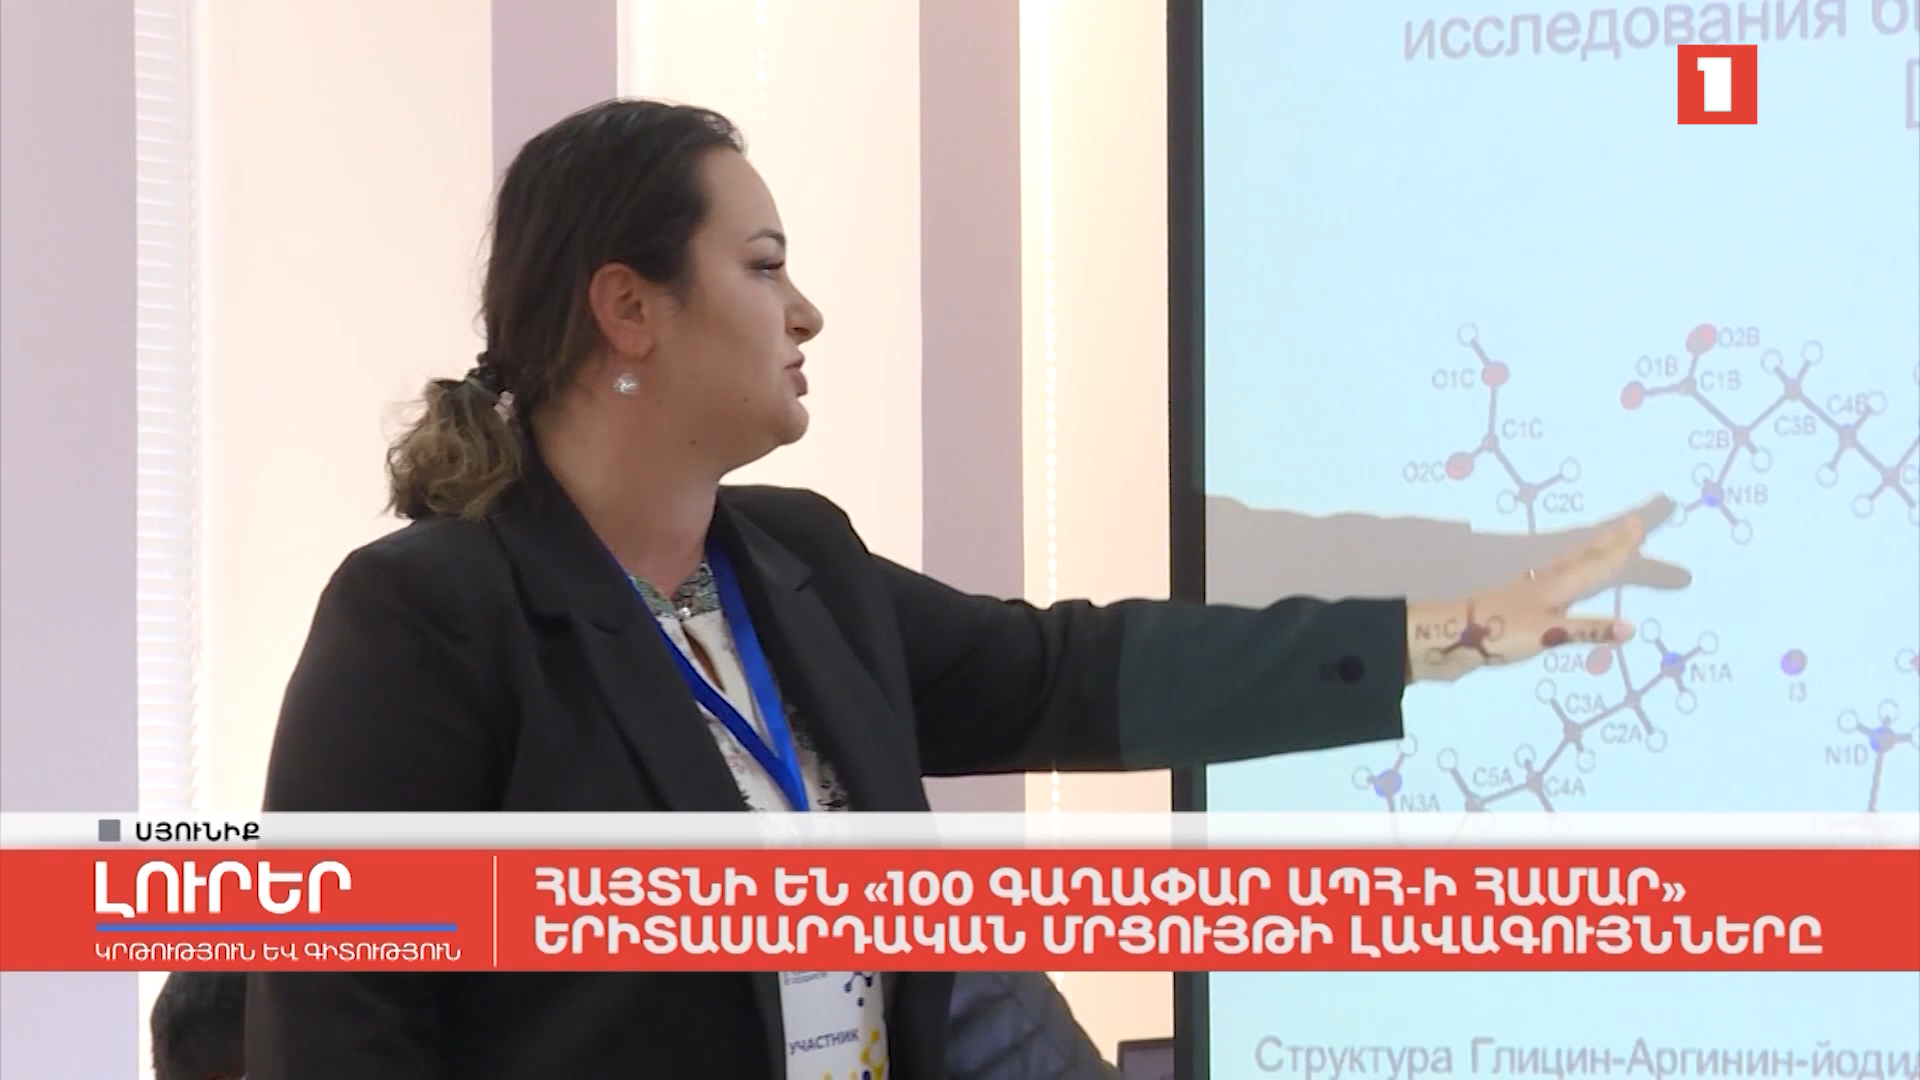 исследования
1
O2B
O1B
C1B
O1C
C4B
C3B
C1C
C2B
O2C
N1B
C2C
N1C
O2A
N1A
I3
C3A
C2A
N1D
C5A
C4A
N3A
ՍՅՈՒՆԻՔ
ԼՈՒՐԵՐ
ԿՐԹՈՒԹՅՈՒՆ ԵՎ ԳԻՏՈՒԹՅՈՒՆ
ՀԱՅՏՆԻ ԵՆ «100 ԳԱՂԱՓԱՐ ԱՊՀ-Ի ՀԱՄԱՐ»
ԵՐԻՏԱՍԱՐԴԱԿԱՆ ՄՐՑՈՒՅԹԻ ԼԱՎԱԳՈՒՅՆՆԵՐԸ
УЧАСТНИК
Структура Глицин-Аргинин-йодид